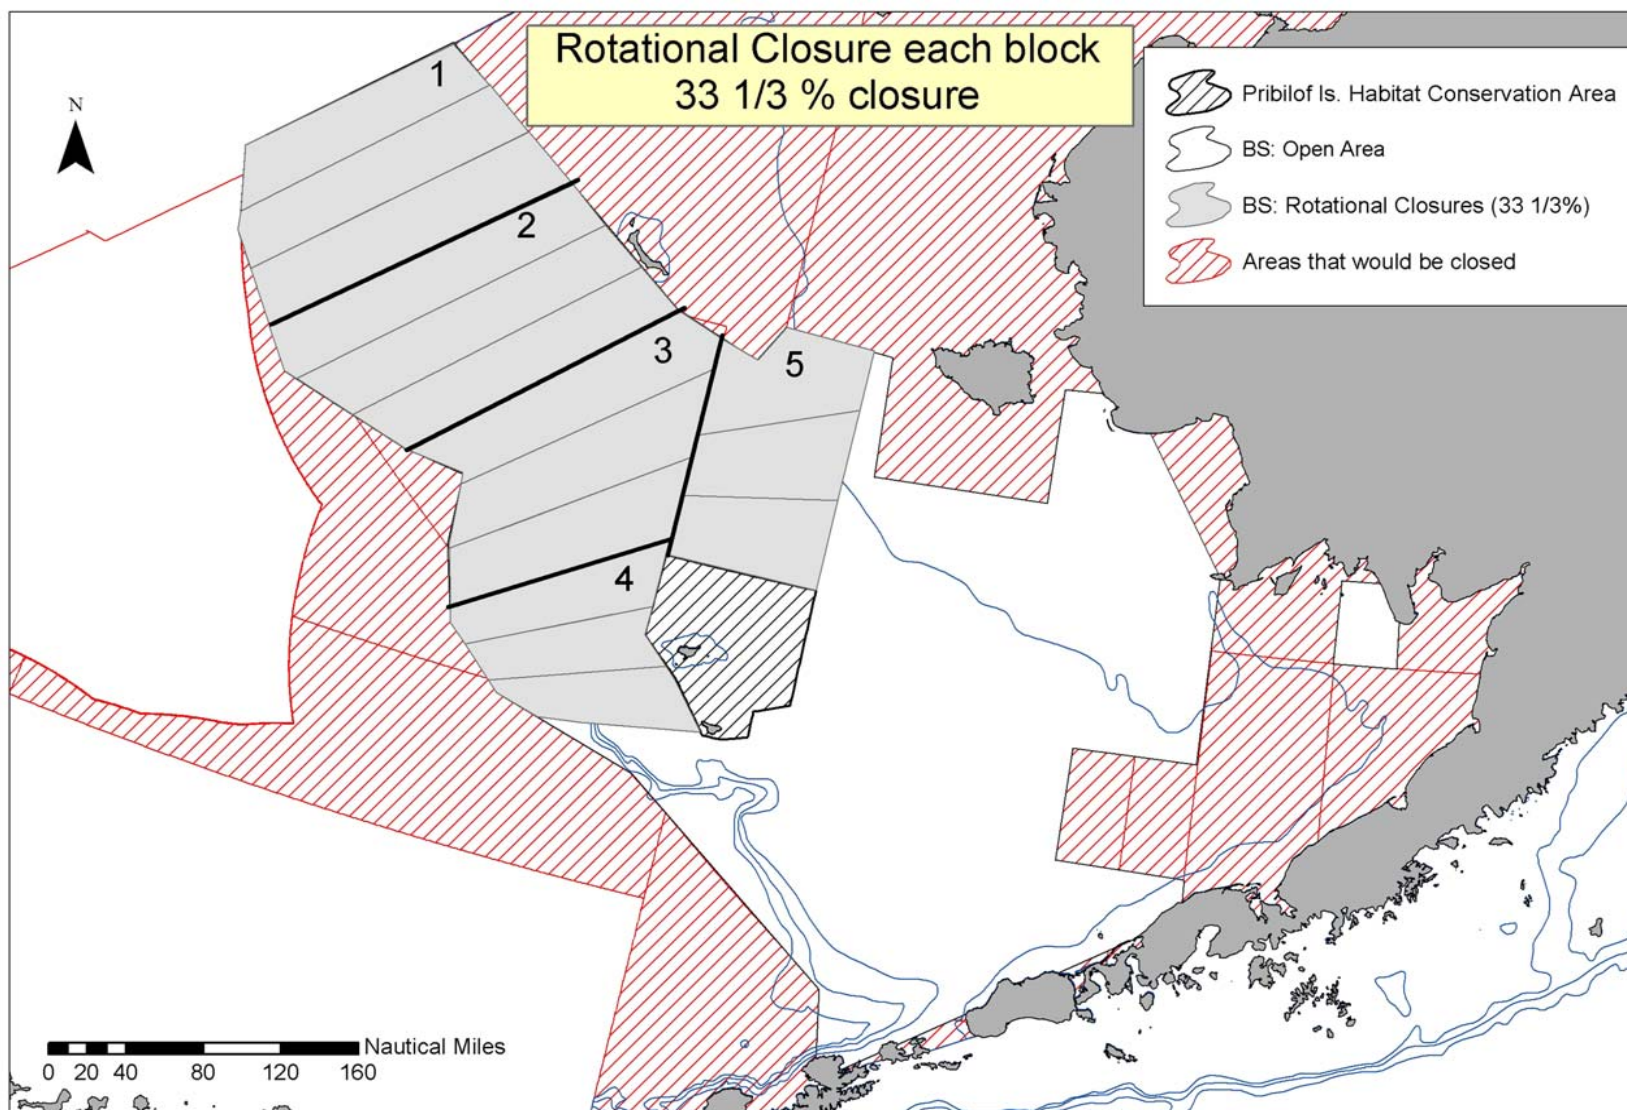 Rotational Closure each block
33 1/3 % closure
N
Pribilof Is. Habitat Conservation Area
BS: Open Area
BS: Rotational Closures (33 1/3%)
Areas that would be closed
1
2
3
5
4
Nautical Miles
0 20 40 80 120 160